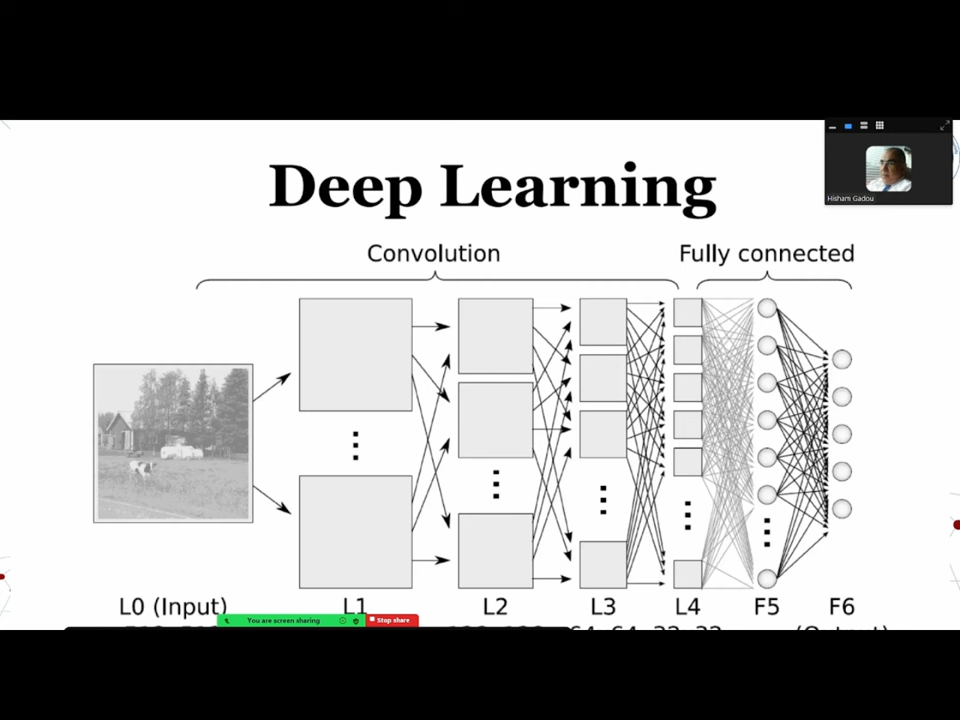 Deep Learning
Hisham Gadou
Convolution
Fully connected
L0 (Input)
L1
L2
L3
L4
F5
F6
You are screen sharing
Stop share